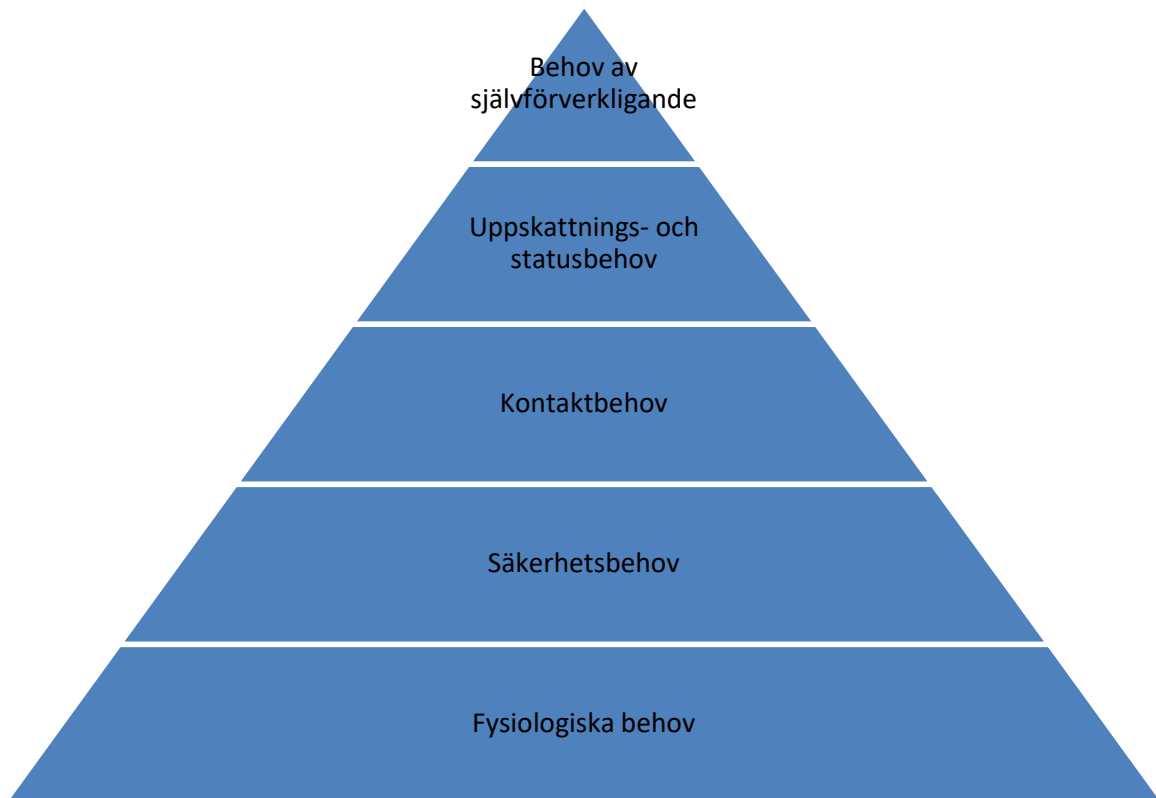 Behov av
självförverkligande
Uppskattnings- och
statusbehov
Kontaktbehov
Säkerhetsbehov
Fysiologiska behov